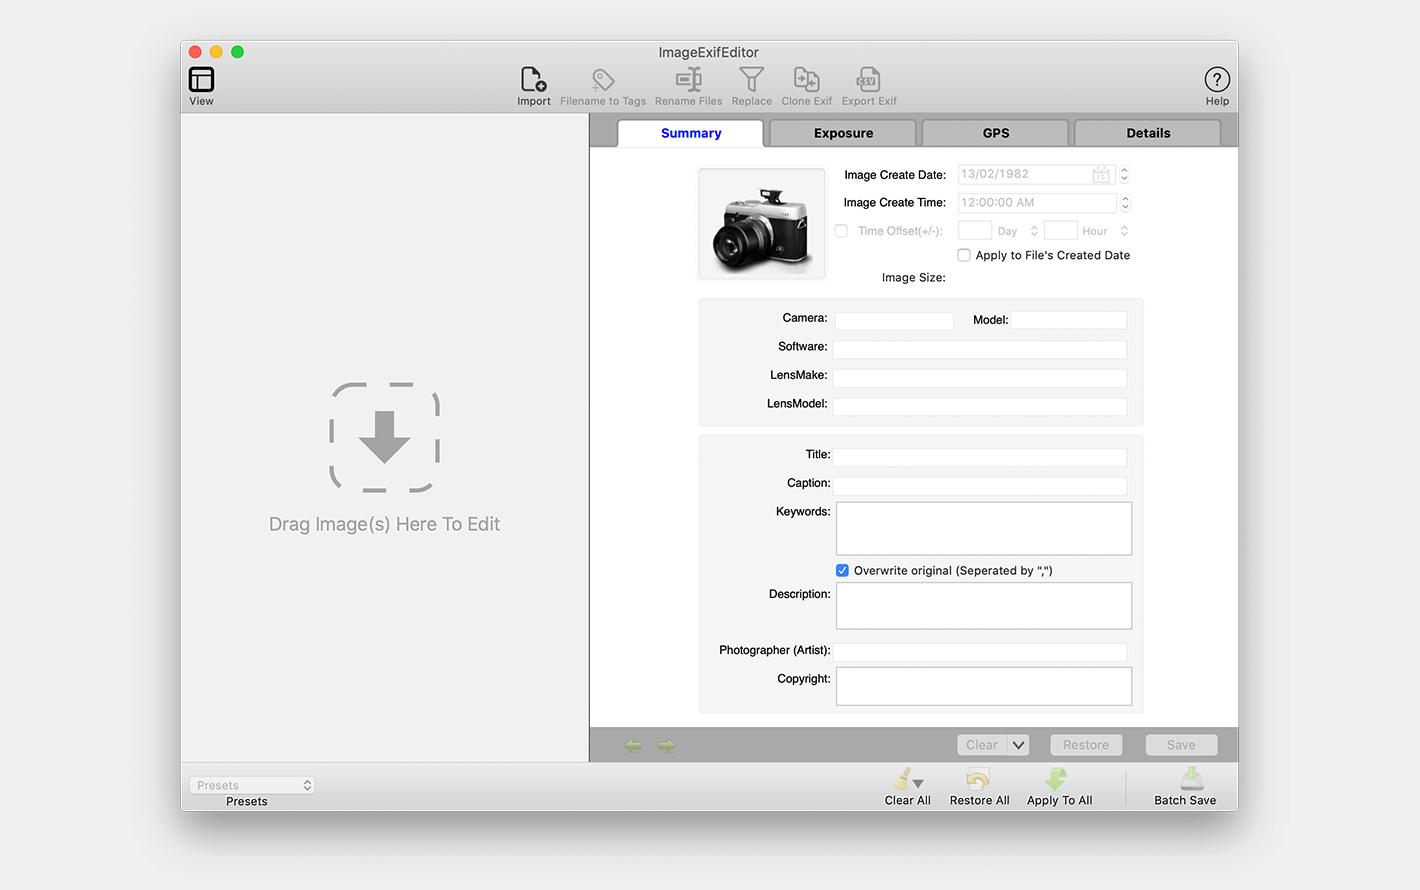 ImageExifEditor
View
Import Filename to Tags Rename Files Replace Clone Exif Export Exif
Help
Summary Exposure GPS Details
Image Create Date: 13/02/1982
Image Create Time: 12:00:00 AM
Time Offset(+/-): Day Hour
Apply to File's Created Date
Image Size:
Camera: Model:
Software:
LensMake:
LensModel:
Title:
Caption:
Keywords:
Overwrite original (Seperated by ",")
Description:
Photographer (Artist):
Copyright:
Drag Image(s) Here To Edit
Clear Restore Save
Presets
Presets
Clear All Restore All Apply To All Batch Save